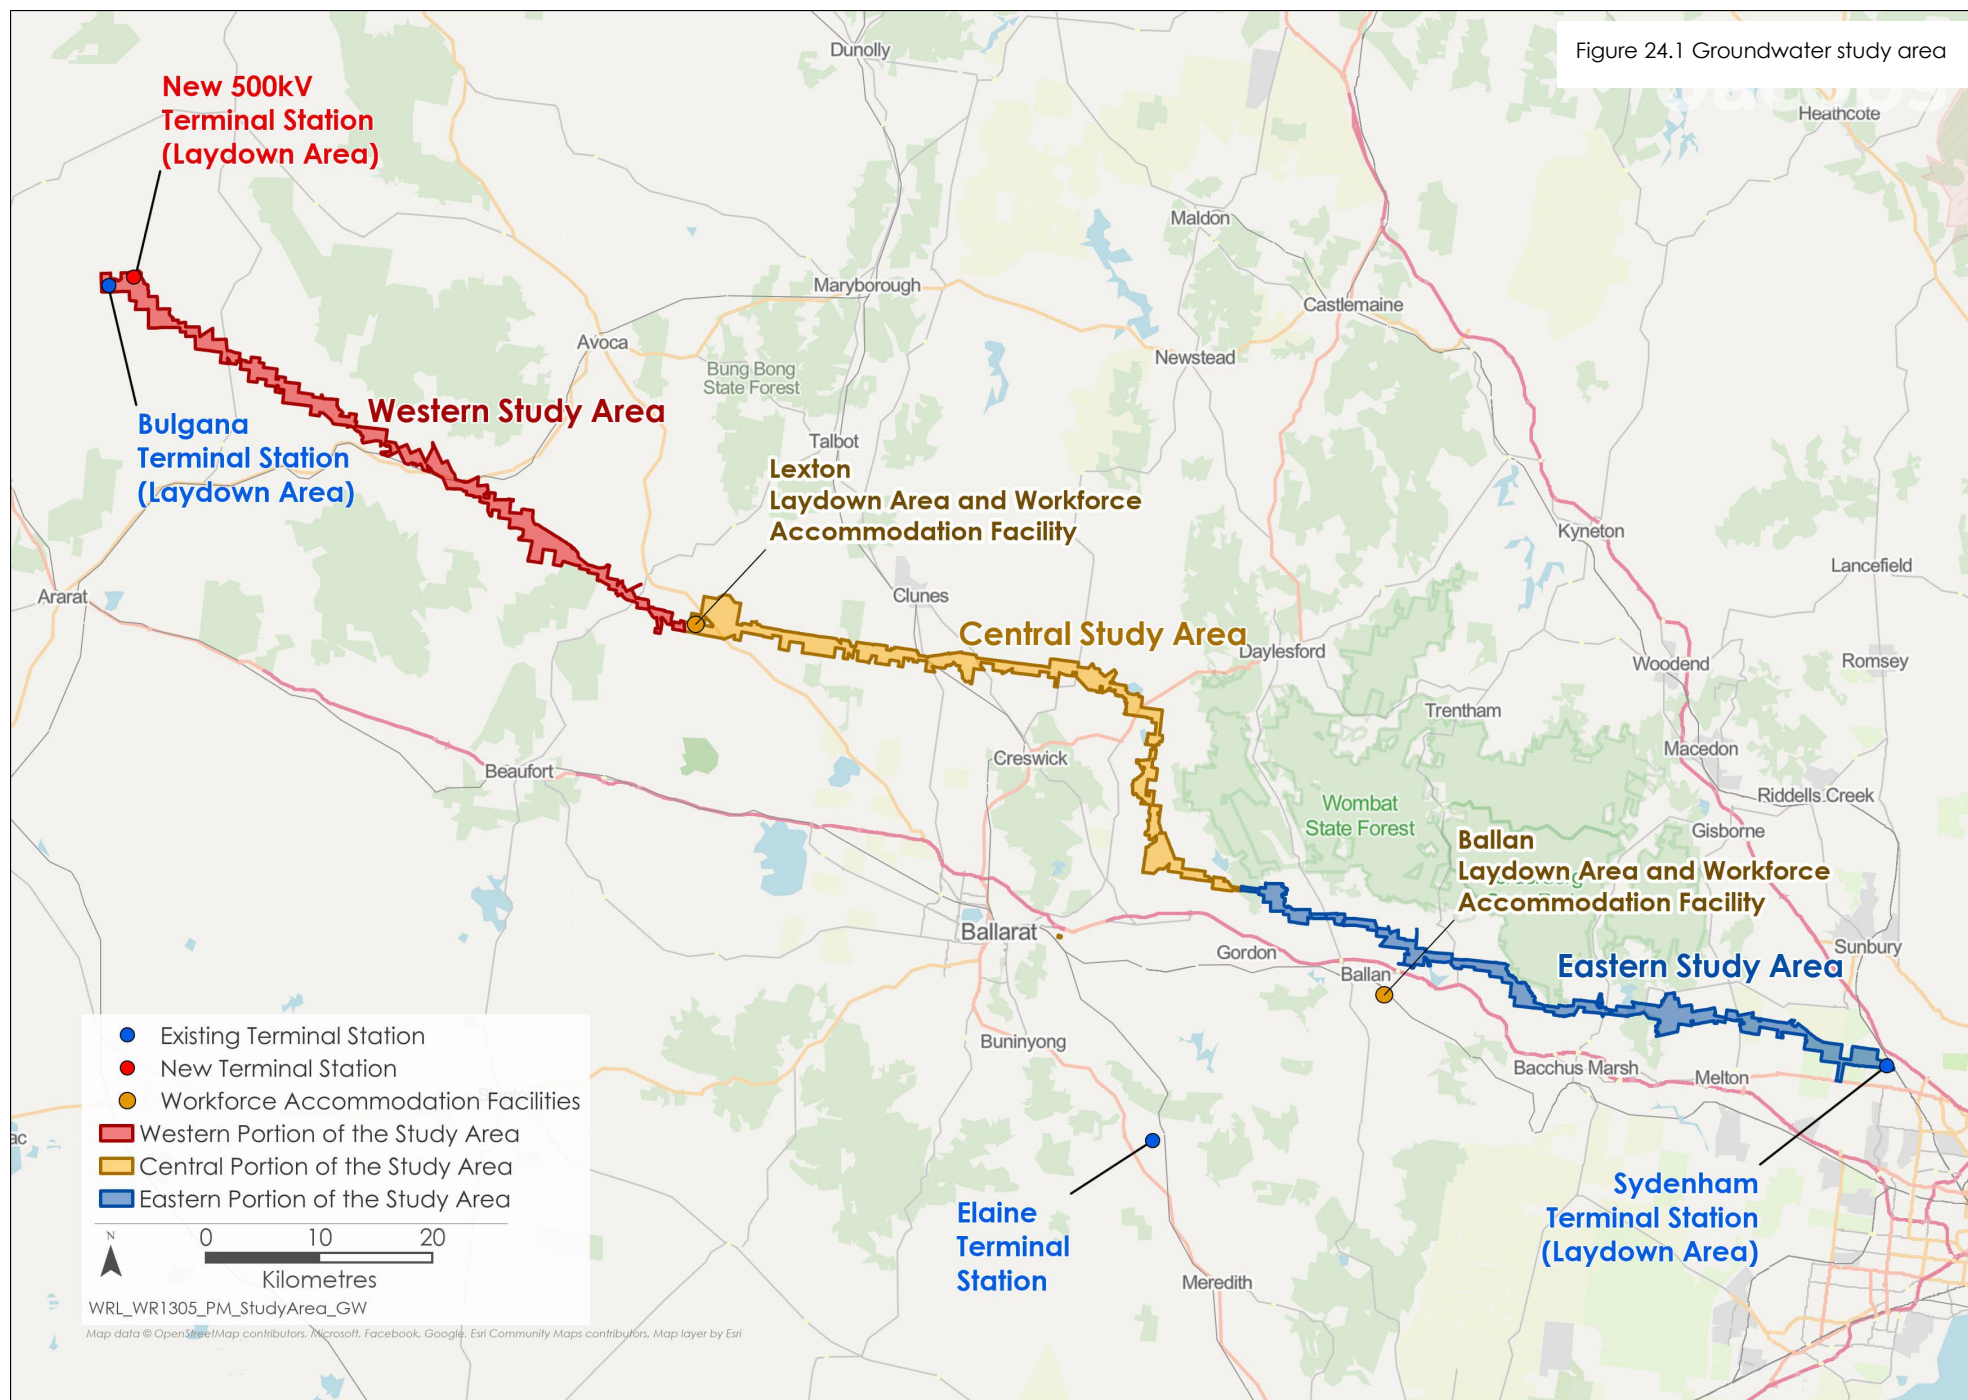 Figure 24.1 Groundwater study area
Dunolly
New 500kV
Terminal Station
(Laydown Area)
Heathcote
Maldon
Maryborough
Castlemaine
Avoca
Newstead
Bung Bong
State Forest
Western Study Area
Bulgana
Terminal Station
(Laydown Area)
Talbot
Lexton
Laydown Area and Workforce
Accommodation Facility
Kyneton
Lancefield
Ararat
Clunes
Central Study Area
Daylesford
Woodend
Romsey
Trentham
Macedon
Creswick
Beaufort
Riddells Creek
Wombat
State Forest
Gisborne
Ballan
Laydown Area and Workforce
Accommodation Facility
Ballarat
Gordon
Sunbury
Eastern Study Area
Ballan
Buninyong
Bacchus Marsh
Melton
Existing Terminal Station
New Terminal Station
Workforce Accommodation Facilities
Western Portion of the Study Area
Central Portion of the Study Area
Eastern Portion of the Study Area
ac
N
0 10 20
Kilometres
WRL_WR1305_PM_StudyArea_GW
Elaine
Terminal
Station
Sydenham
Terminal Station
(Laydown Area)
Meredith
Map data © OpenStreetMap contributors, Microsoft, Facebook, Google, Esri Community Maps contributors, Map layer by Esri